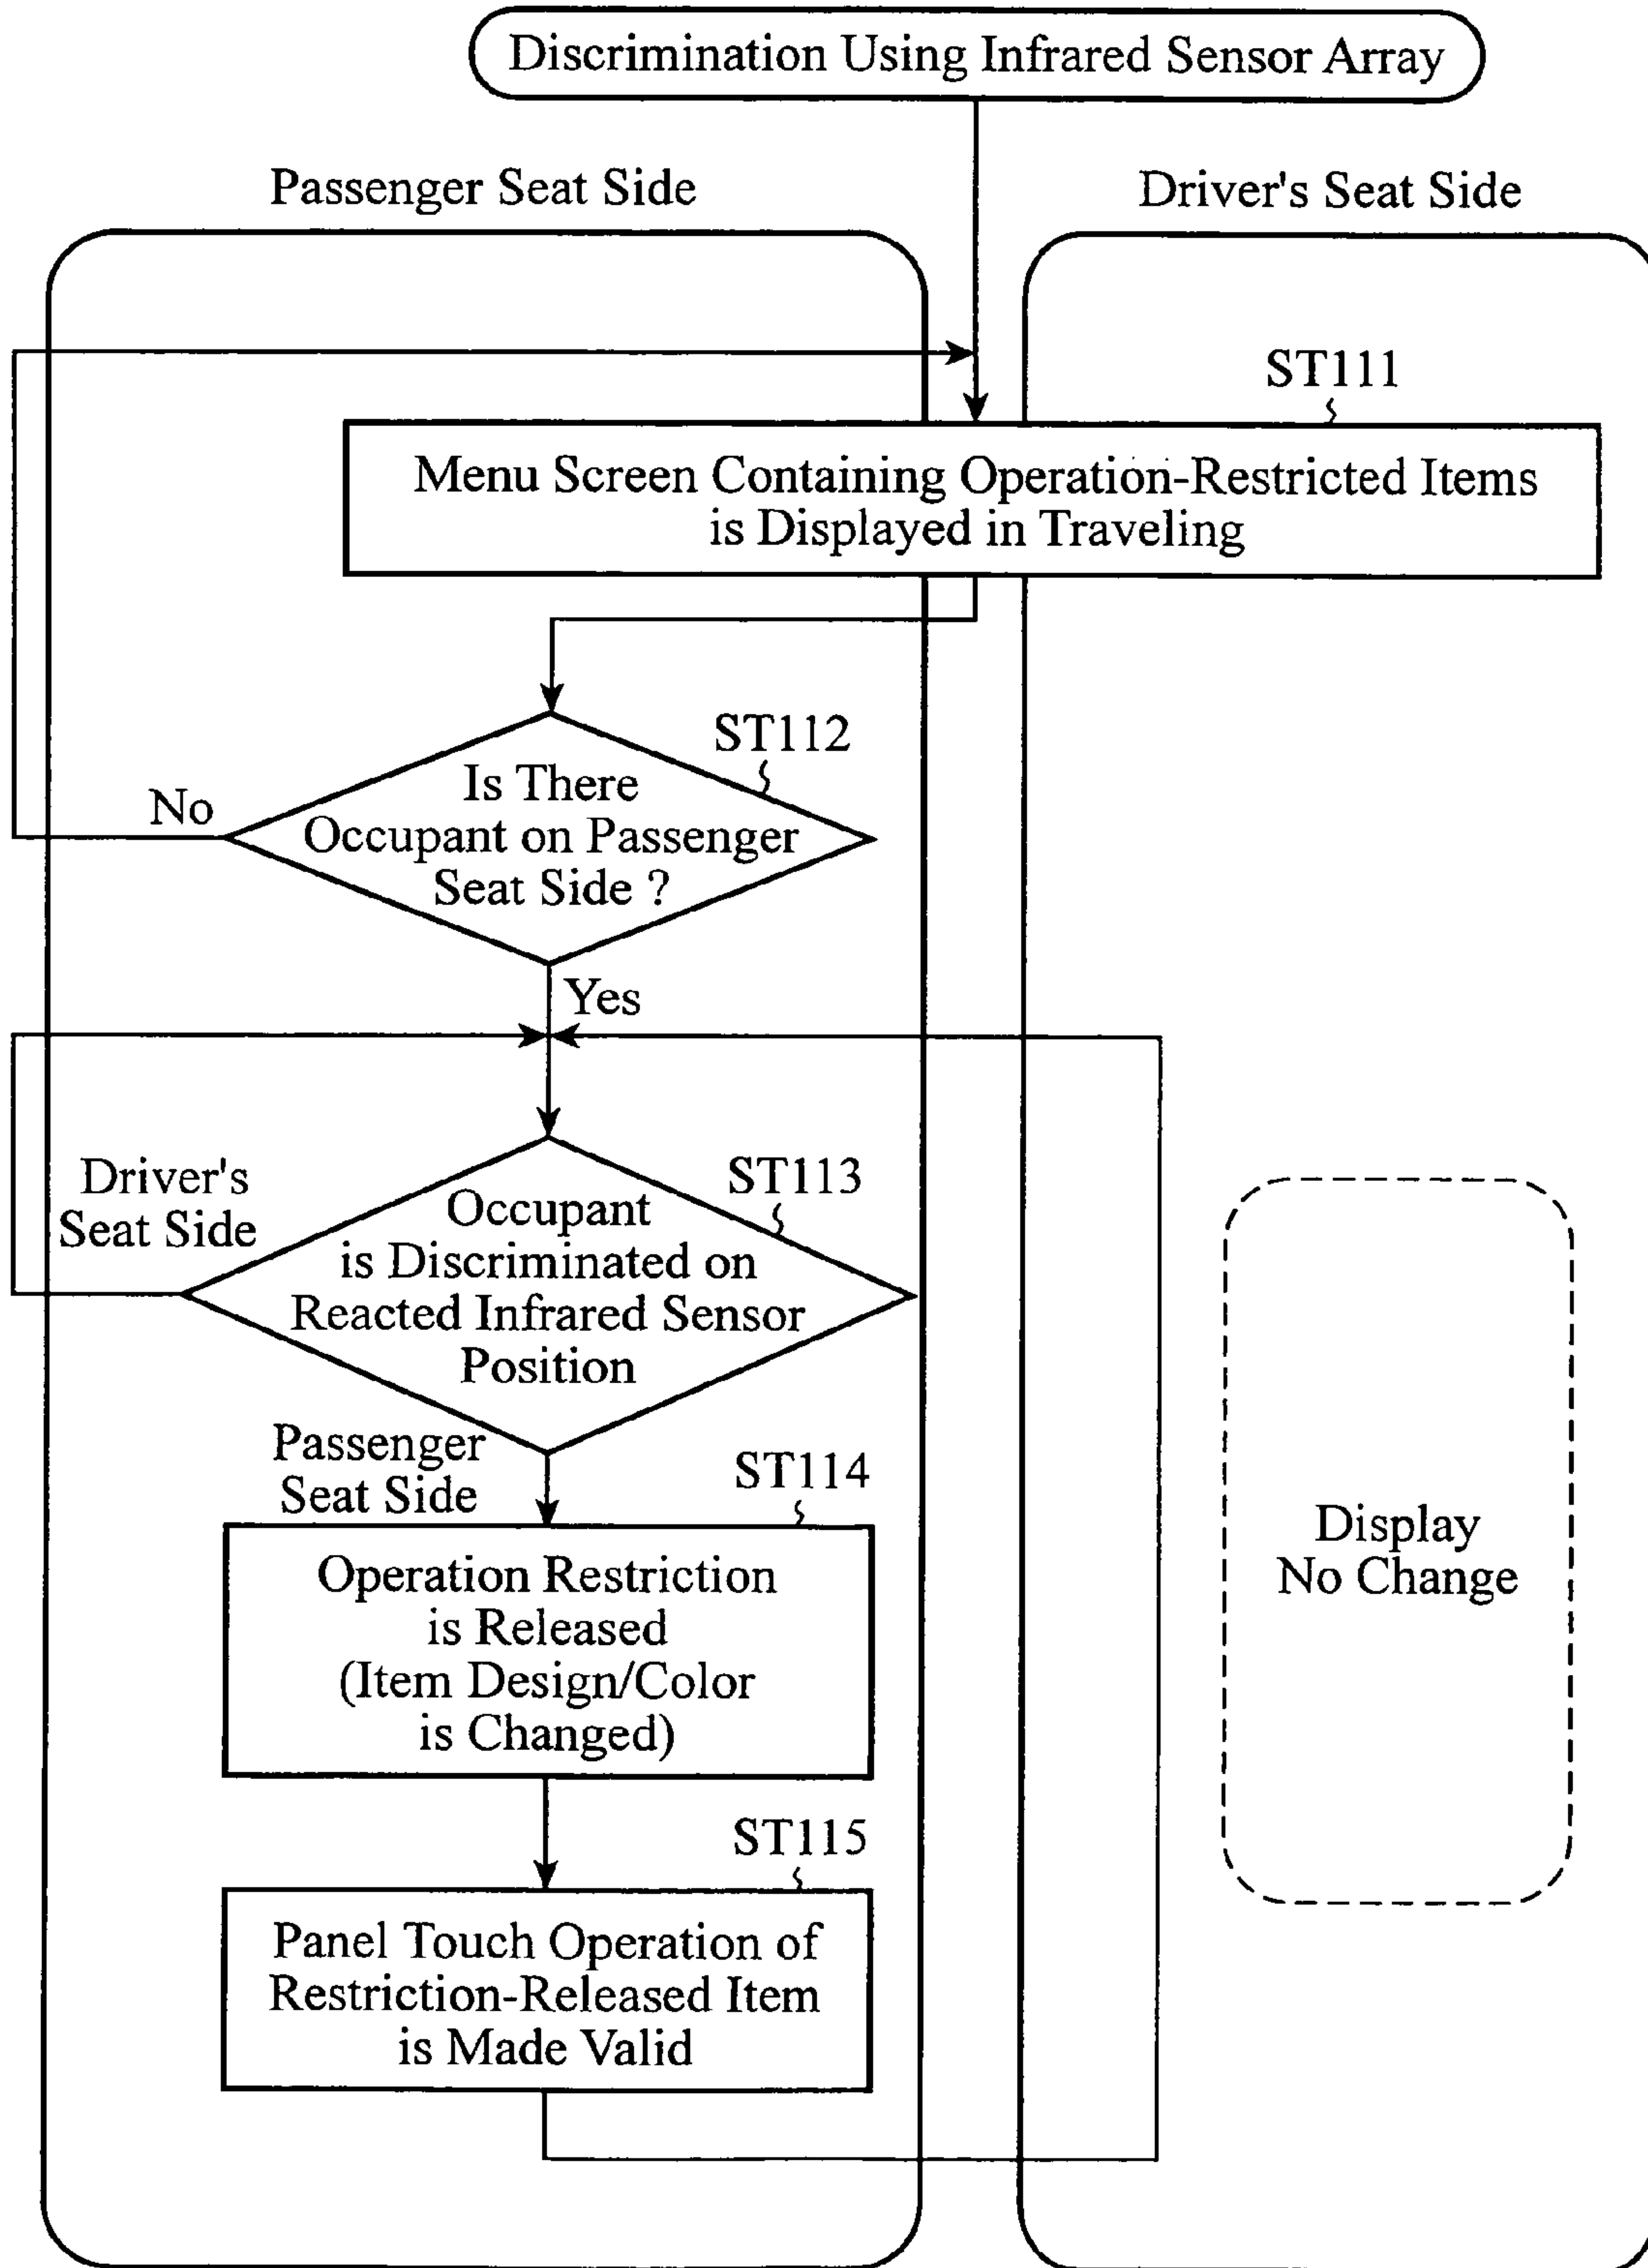 Discrimination Using Infrared Sensor Array
Passenger Seat Side
Driver's Seat Side
ST111
Menu Screen Containing Operation-Restricted Items
is Displayed in Traveling
ST112
Is There
Occupant on Passenger
Seat Side ?
No
Yes
Driver's
Seat Side
ST113
Occupant
is Discriminated on
Reacted Infrared Sensor
Position
Passenger
Seat Side
ST114
Operation Restriction
is Released
(Item Design/Color
is Changed)
Display
No Change
ST115
Panel Touch Operation of
Restriction-Released Item
is Made Valid